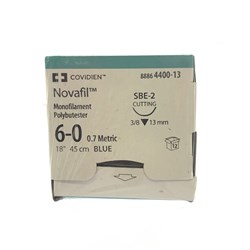 COVIDIEN
8886 4400-13
Novafil™
Monofilament
Polybutester
SBE-2
CUTTING
3/8 ▼ 13 mm
6-0 0.7 Metric
18" 45 cm BLUE
12